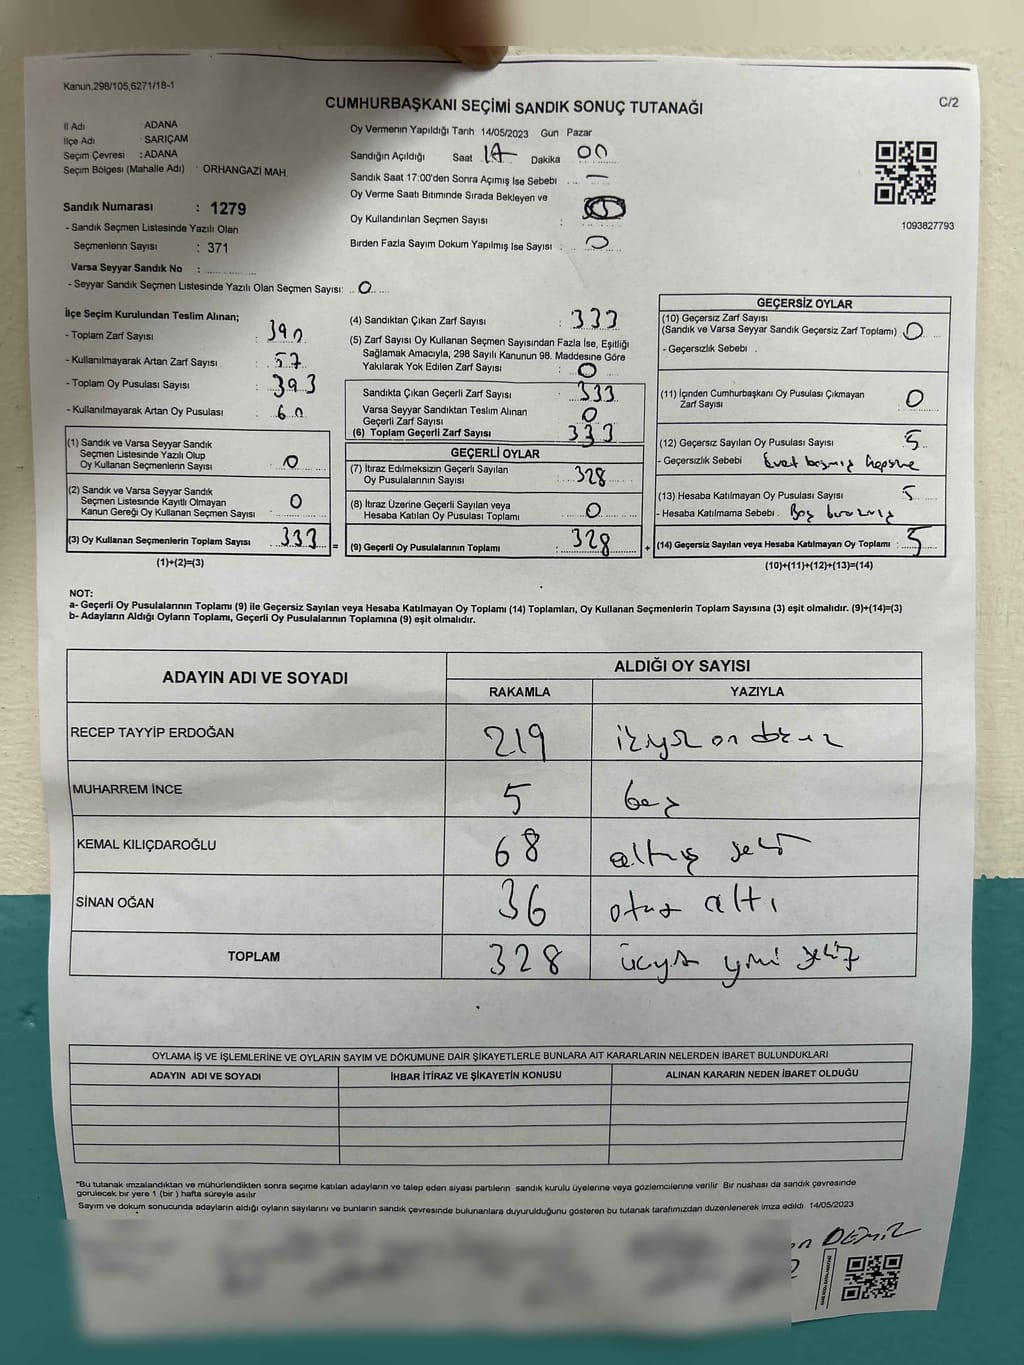 Kanun,298/105,6271/18-1
C/2
CUMHURBAŞKANI SEÇİMİ SANDIK SONUÇ TUTANAĞI
İl Adı ADANA
İlçe Adı SARIÇAM
Seçim Çevresi : ADANA
Seçim Bölgesi (Mahalle Adı) : ORHANGAZİ MAH.
Sandık Numarası : 1279
- Sandık Seçmen Listesinde Yazılı Olan
Seçmenlerin Sayısı : 371
Varsa Seyyar Sandık No :
- Seyyar Sandık Seçmen Listesinde Yazılı Olan Seçmen Sayısı: 0
Oy Vermenin Yapıldığı Tarih 14/05/2023 Gün Pazar
Sandığın Açıldığı Saat 17 Dakika 00
Sandık Saat 17:00'den Sonra Açımış İse Sebebi —
Oy Verme Saati Bitiminde Sırada Bekleyen ve
Oy Kullandırılan Seçmen Sayısı :
Birden Fazla Sayım Döküm Yapılmış İse Sayısı : 0
1093827793
İlçe Seçim Kurulundan Teslim Alınan;
- Toplam Zarf Sayısı : 390
- Kullanılmayarak Artan Zarf Sayısı : 57
- Toplam Oy Pusulası Sayısı : 393
- Kullanılmayarak Artan Oy Pusulası : 60
(1) Sandık ve Varsa Seyyar Sandık
Seçmen Listesinde Yazılı Olup
Oy Kullanan Seçmenlerin Sayısı : 0
(2) Sandık ve Varsa Seyyar Sandık
Seçmen Listesinde Kayıtlı Olmayan
Kanun Gereği Oy Kullanan Seçmen Sayısı : 0
(3) Oy Kullanan Seçmenlerin Toplam Sayısı : 333
(1)+(2)=(3)
(4) Sandıktan Çıkan Zarf Sayısı : 333
(5) Zarf Sayısı Oy Kullanan Seçmen Sayısından Fazla İse, Eşitliği
Sağlamak Amacıyla, 298 Sayılı Kanunun 98. Maddesine Göre
Yakılarak Yok Edilen Zarf Sayısı : 0
Sandıkta Çıkan Geçerli Zarf Sayısı : 333
Varsa Seyyar Sandıktan Teslim Alınan
Geçerli Zarf Sayısı 0
(6) Toplam Geçerli Zarf Sayısı : 333
GEÇERLİ OYLAR
(7) İtiraz Edilmeksizin Geçerli Sayılan
Oy Pusulalarının Sayısı : 328
(8) İtiraz Üzerine Geçerli Sayılan veya
Hesaba Katılan Oy Pusulası Toplamı : 0
= (9) Geçerli Oy Pusulalarının Toplamı : 328 +
GEÇERSİZ OYLAR
(10) Geçersiz Zarf Sayısı
(Sandık ve Varsa Seyyar Sandık Geçersiz Zarf Toplamı) : 0
- Geçersizlik Sebebi .
(11) İçinden Cumhurbaşkanı Oy Pusulası Çıkmayan
Zarf Sayısı : 0
(12) Geçersiz Sayılan Oy Pusulası Sayısı : 5
- Geçersizlik Sebebi Evet basmış hepsine
(13) Hesaba Katılmayan Oy Pusulası Sayısı : 5
- Hesaba Katılmama Sebebi . Boş
(14) Geçersiz Sayılan veya Hesaba Katılmayan Oy Toplamı : 5
(10)+(11)+(12)+(13)=(14)
NOT:
a- Geçerli Oy Pusulalarının Toplamı (9) ile Geçersiz Sayılan veya Hesaba Katılmayan Oy Toplamı (14) Toplamları, Oy Kullanan Seçmenlerin Toplam Sayısına (3) eşit olmalıdır. (9)+(14)=(3)
b- Adayların Aldığı Oyların Toplamı, Geçerli Oy Pusulalarının Toplamına (9) eşit olmalıdır.
ADAYIN ADI VE SOYADI
ALDIĞI OY SAYISI
RAKAMLA YAZIYLA
RECEP TAYYİP ERDOĞAN 219 ikiyüz on dokuz
MUHARREM İNCE 5 beş
KEMAL KILIÇDAROĞLU 68 altmış sekiz
SİNAN OĞAN 36 otuz altı
TOPLAM 328 üçyüz yirmi sekiz
OYLAMA İŞ VE İŞLEMLERİNE VE OYLARIN SAYIM VE DÖKÜMÜNE DAİR ŞİKAYETLERLE BUNLARA AİT KARARLARIN NELERDEN İBARET BULUNDUKLARI
ADAYIN ADI VE SOYADI İHBAR İTİRAZ VE ŞİKAYETİN KONUSU ALINAN KARARIN NEDEN İBARET OLDUĞU
*Bu tutanak imzalandıktan ve mühürlendikten sonra seçime katılan adayların ve talep eden siyasi partilerin sandık kurulu üyelerine veya gözlemcilerine verilir Bir nüshası da sandık çevresinde
görülecek bir yere 1 (bir ) hafta süreyle asılır
Sayım ve döküm sonucunda adayların aldığı oyların sayılarını ve bunların sandık çevresinde bulunanlara duyurulduğunu gösteren bu tutanak tarafımızdan düzenlenerek imza edildi 14/05/2023
DEMİR